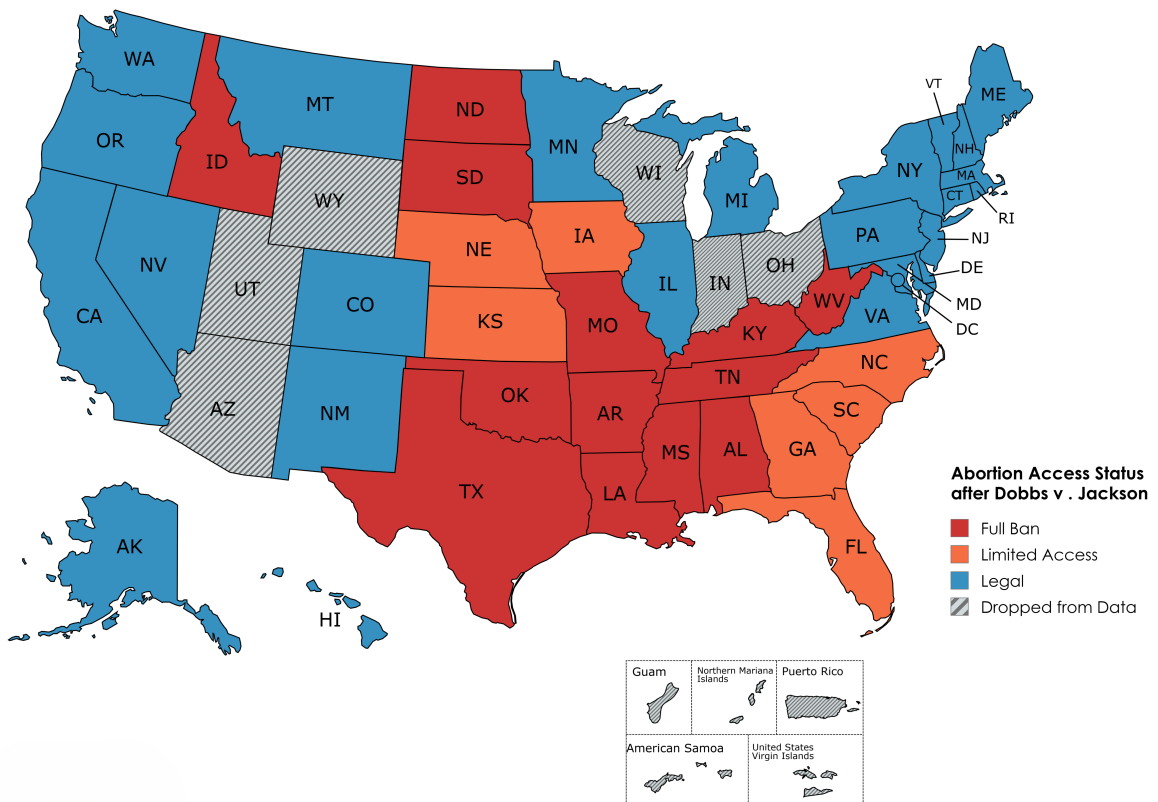 WA
OR
CA
NV
ID
MT
WY
UT
AZ
CO
NM
ND
SD
NE
KS
OK
TX
MN
IA
MO
AR
LA
WI
IL
MS
MI
IN
KY
TN
AL
OH
WV
VA
NC
SC
GA
FL
PA
NY
VT
NH
ME
MA
CT
RI
NJ
DE
MD
DC
AK
HI
Abortion Access Status
after Dobbs v . Jackson
Full Ban
Limited Access
Legal
Dropped from Data
Guam
Northern Mariana
Islands
Puerto Rico
American Samoa
United States
Virgin Islands